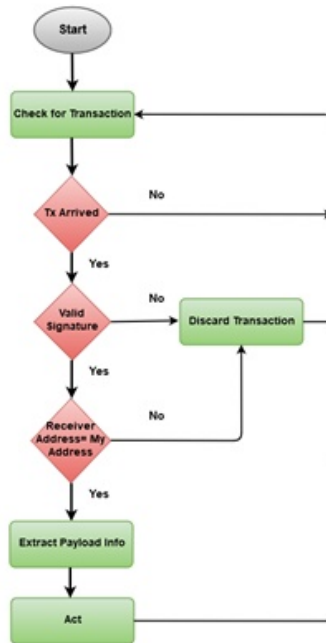 Start
Check for Transaction
No
Tx Arrived
Yes
No
Valid
Signature
Discard Transaction
Yes
No
Receiver
Address= My
Address
Yes
Extract Payload Info
Act